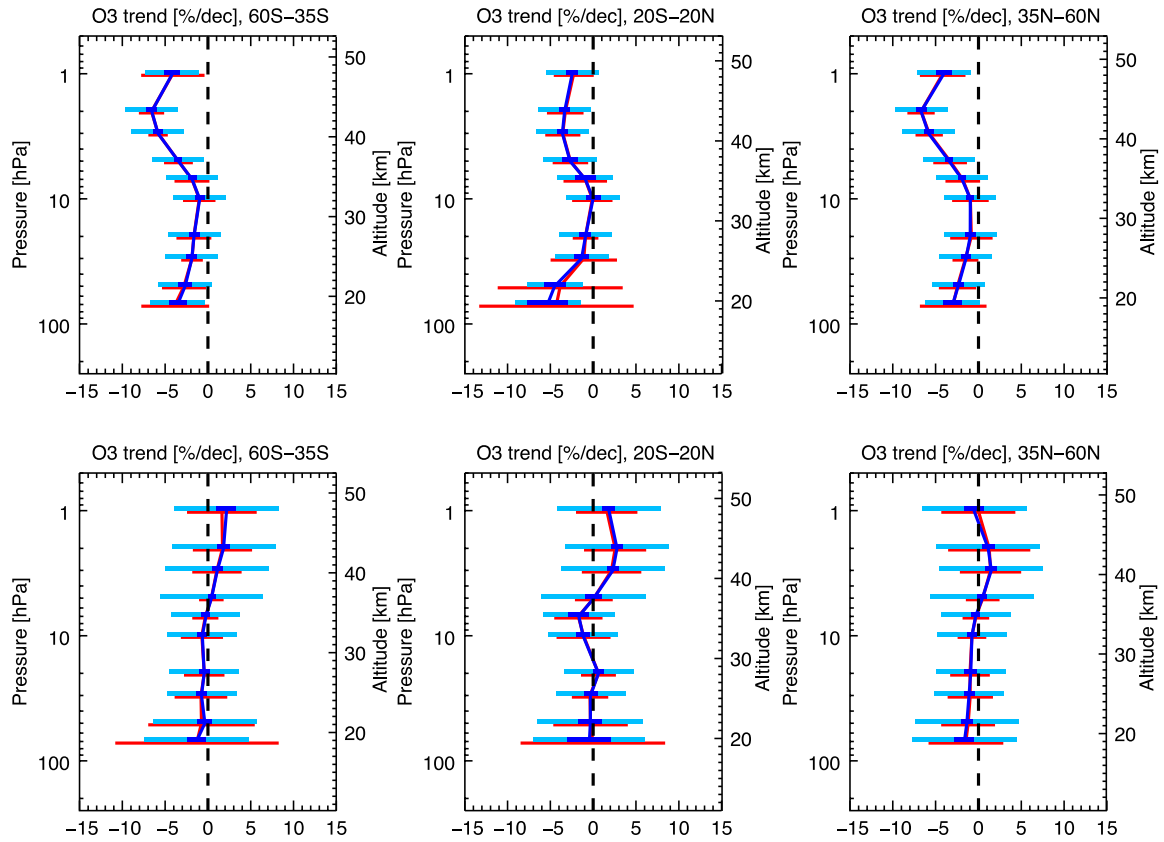 O3 trend [%/dec], 60S−35S
O3 trend [%/dec], 20S−20N
O3 trend [%/dec], 35N−60N
Pressure [hPa]
1
10
100
50
40
30
20
Altitude [km]
−15 −10 −5 0 5 10 15
Pressure [hPa]
1
10
100
50
40
30
20
Altitude [km]
−15 −10 −5 0 5 10 15
Pressure [hPa]
1
10
100
50
40
30
20
Altitude [km]
−15 −10 −5 0 5 10 15
O3 trend [%/dec], 60S−35S
O3 trend [%/dec], 20S−20N
O3 trend [%/dec], 35N−60N
Pressure [hPa]
1
10
100
50
40
30
20
Altitude [km]
−15 −10 −5 0 5 10 15
Pressure [hPa]
1
10
100
50
40
30
20
Altitude [km]
−15 −10 −5 0 5 10 15
Pressure [hPa]
1
10
100
50
40
30
20
Altitude [km]
−15 −10 −5 0 5 10 15